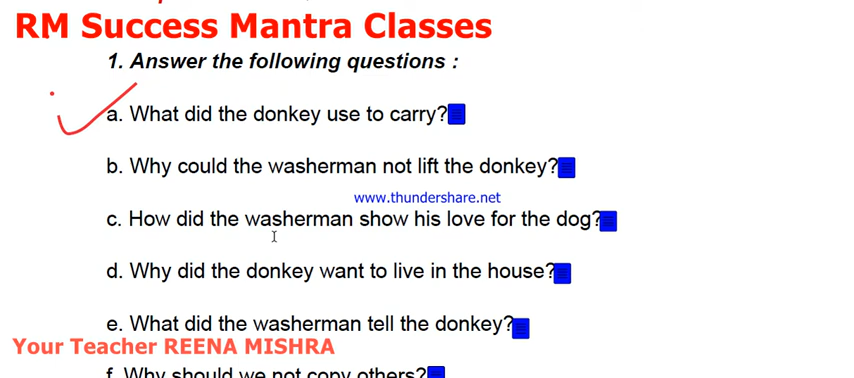 RM Success Mantra Classes
1. Answer the following questions :
a. What did the donkey use to carry?
b. Why could the washerman not lift the donkey?
www.thundershare.net
c. How did the washerman show his love for the dog?
d. Why did the donkey want to live in the house?
e. What did the washerman tell the donkey?
Your Teacher REENA MISHRA
f. Why should we not copy others?